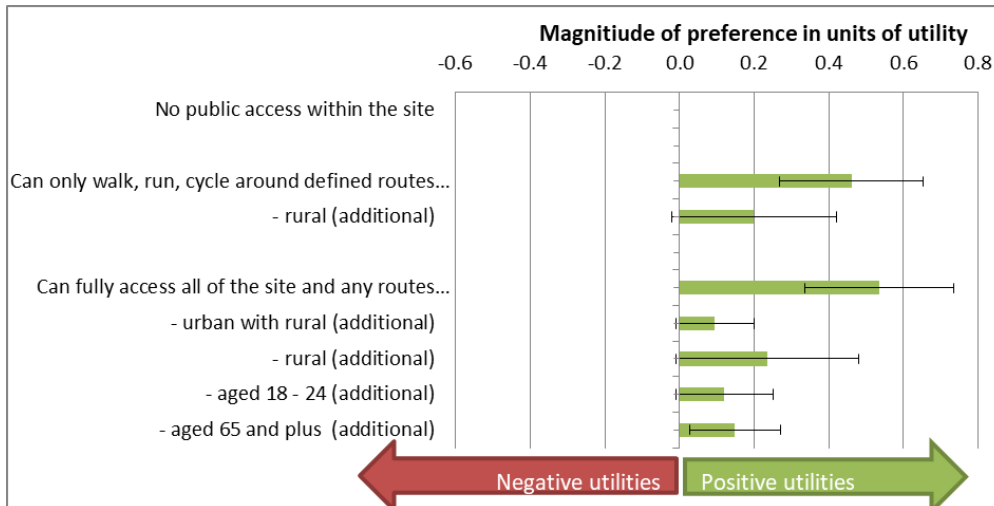 Magnitiude of preference in units of utility
-0.6 -0.4 -0.2 0.0 0.2 0.4 0.6 0.8
No public access within the site
Can only walk, run, cycle around defined routes...
- rural (additional)
Can fully access all of the site and any routes...
- urban with rural (additional)
- rural (additional)
- aged 18 - 24 (additional)
- aged 65 and plus (additional)
Negative utilities Positive utilities